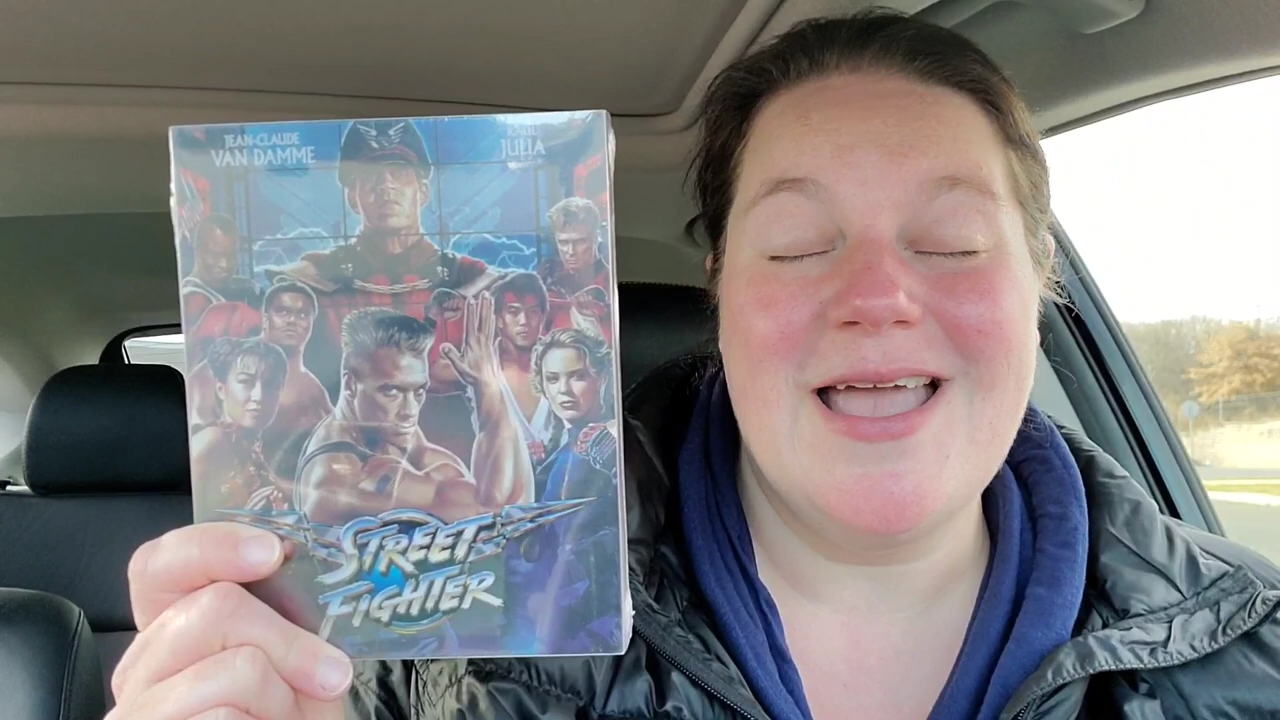 JEAN-CLAUDE
VAN DAMME
RAUL
JULIA
STREET
FIGHTER